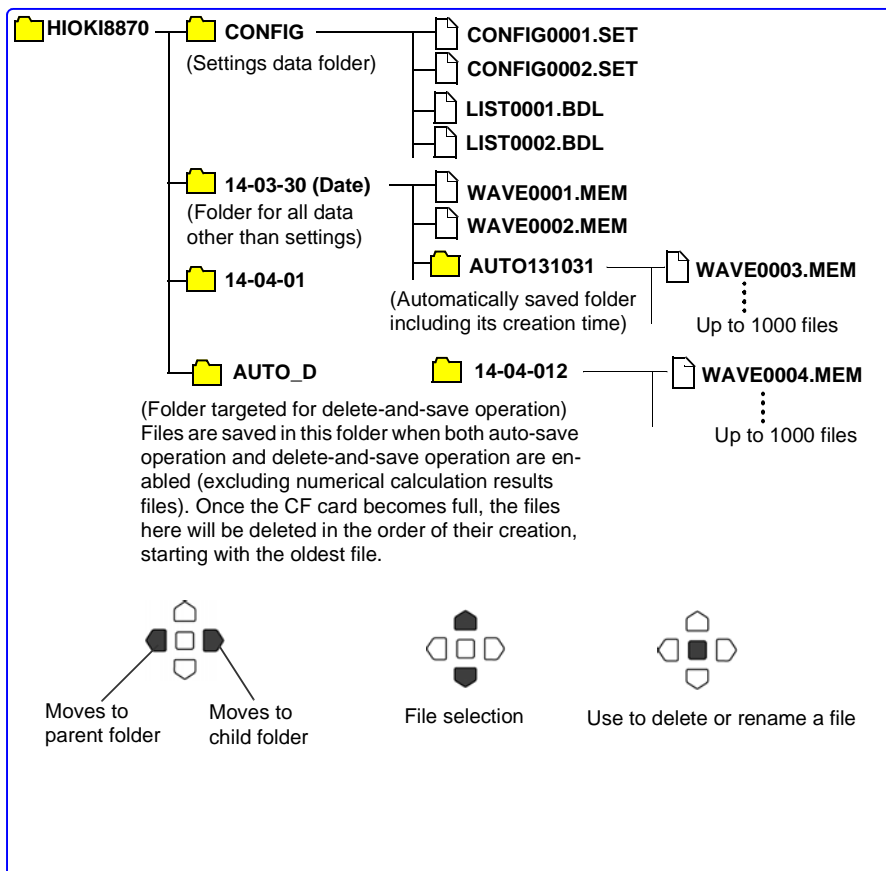 HIOKI8870
CONFIG
(Settings data folder)
CONFIG0001.SET
CONFIG0002.SET
LIST0001.BDL
LIST0002.BDL
14-03-30 (Date)
(Folder for all data
other than settings)
WAVE0001.MEM
WAVE0002.MEM
AUTO131031
(Automatically saved folder
including its creation time)
WAVE0003.MEM
Up to 1000 files
14-04-01
AUTO_D
14-04-012
WAVE0004.MEM
Up to 1000 files
(Folder targeted for delete-and-save operation)
Files are saved in this folder when both auto-save
operation and delete-and-save operation are en-
abled (excluding numerical calculation results
files). Once the CF card becomes full, the files
here will be deleted in the order of their creation,
starting with the oldest file.
Moves to
parent folder
Moves to
child folder
File selection
Use to delete or rename a file